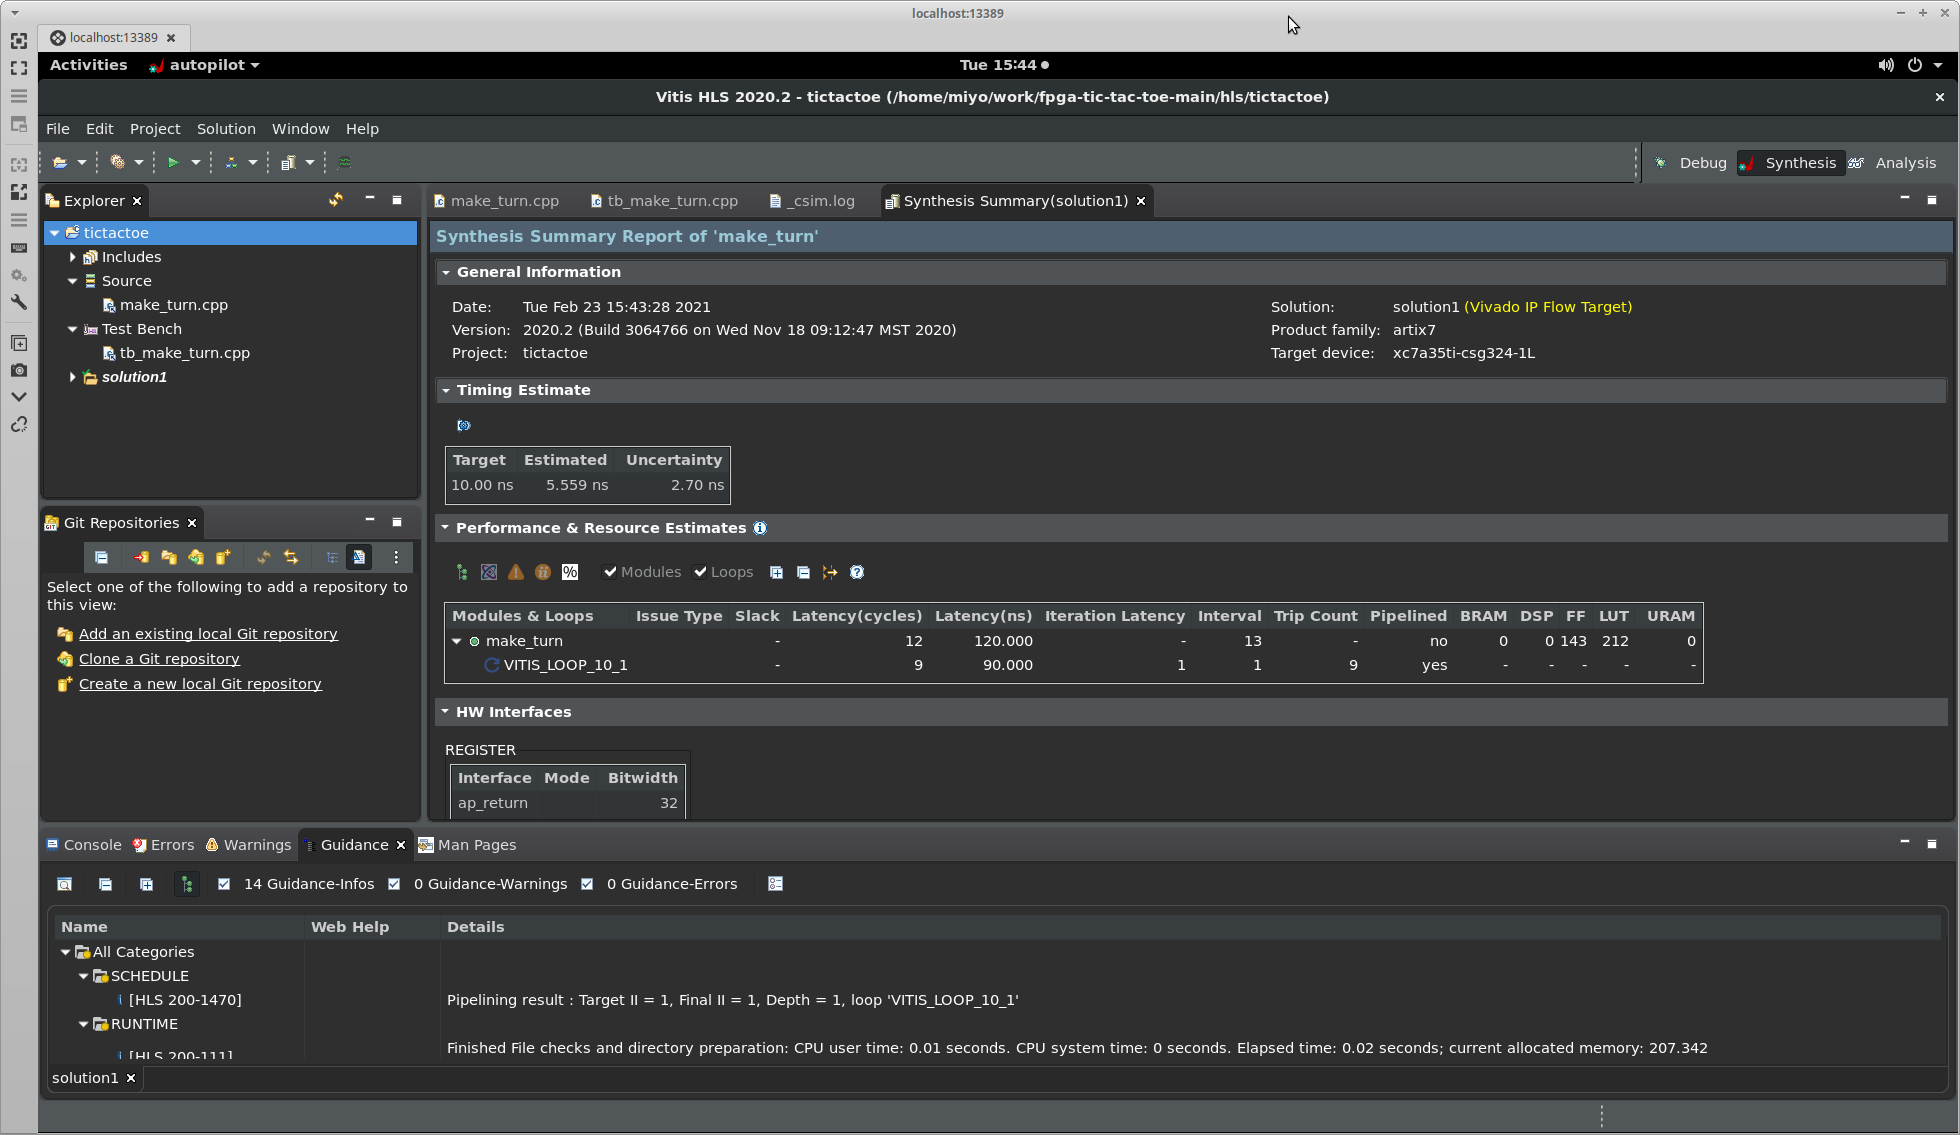 localhost:13389
localhost:13389
Activities autopilot Tue 15:44
Vitis HLS 2020.2 - tictactoe (/home/miyo/work/fpga-tic-tac-toe-main/hls/tictactoe)
File Edit Project Solution Window Help
Debug Synthesis Analysis
Explorer
tictactoe
Includes
Source
make_turn.cpp
Test Bench
tb_make_turn.cpp
solution1
Git Repositories
GIT
Select one of the following to add a repository to
this view:
Add an existing local Git repository
Clone a Git repository
Create a new local Git repository
make_turn.cpp tb_make_turn.cpp _csim.log Synthesis Summary(solution1)
Synthesis Summary Report of 'make_turn'
General Information
Date: Tue Feb 23 15:43:28 2021 Solution: solution1 (Vivado IP Flow Target)
Version: 2020.2 (Build 3064766 on Wed Nov 18 09:12:47 MST 2020) Product family: artix7
Project: tictactoe Target device: xc7a35ti-csg324-1L
Timing Estimate
Target Estimated Uncertainty
10.00 ns 5.559 ns 2.70 ns
Performance & Resource Estimates
% Modules Loops
Modules & Loops Issue Type Slack Latency(cycles) Latency(ns) Iteration Latency Interval Trip Count Pipelined BRAM DSP FF LUT URAM
make_turn - 12 120.000 - 13 - no 0 0 143 212 0
VITIS_LOOP_10_1 - 9 90.000 1 1 9 yes - - - - -
HW Interfaces
REGISTER
Interface Mode Bitwidth
ap_return 32
Console Errors Warnings Guidance Man Pages
14 Guidance-Infos 0 Guidance-Warnings 0 Guidance-Errors
Name Web Help Details
All Categories
SCHEDULE
[HLS 200-1470] Pipelining result : Target II = 1, Final II = 1, Depth = 1, loop 'VITIS_LOOP_10_1'
RUNTIME
[HLS 200-111] Finished File checks and directory preparation: CPU user time: 0.01 seconds. CPU system time: 0 seconds. Elapsed time: 0.02 seconds; current allocated memory: 207.342
solution1